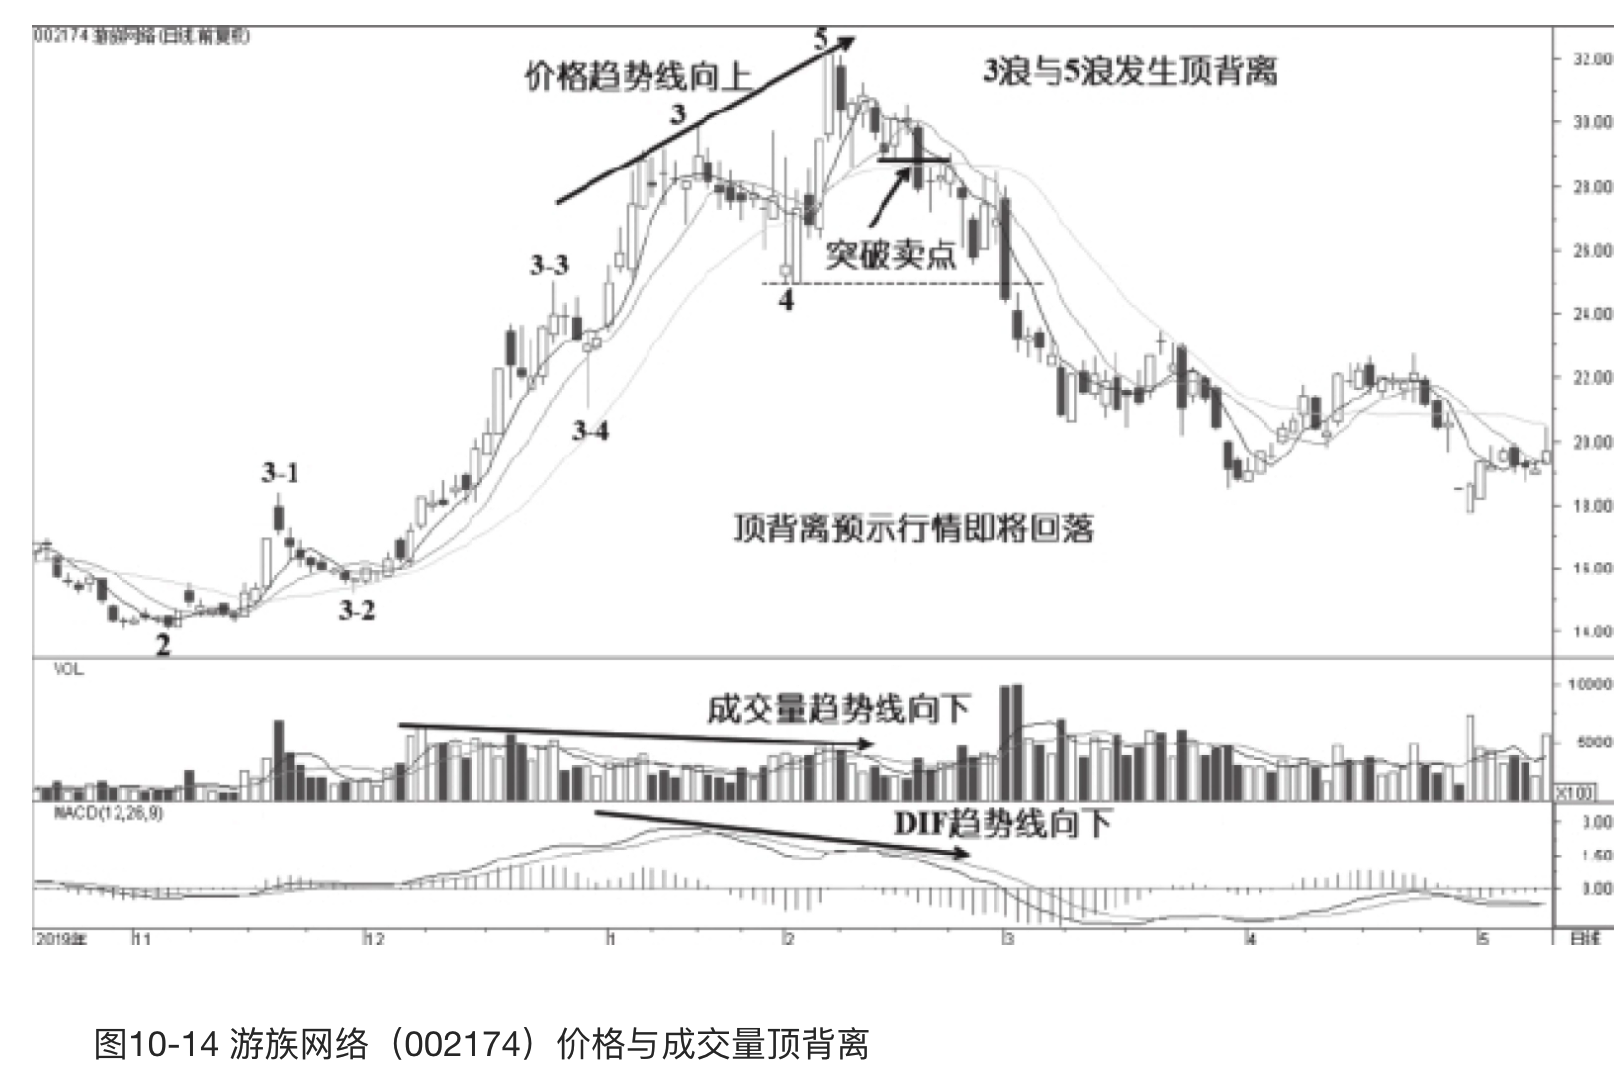 002174 游族网络(日线.前复权)
5
32.00
价格趋势线向上
3浪与5浪发生顶背离
3
30.00
28.00
突破卖点
26.00
3-3
4
24.00
22.00
3-4
20.00
3-1
18.00
顶背离预示行情即将回落
16.00
3-2
2
14.00
VOL
成交量趋势线向下
10000
5000
X100
MACD(12,26,9)
DIF趋势线向下
3.00
1.50
0.00
2019年 11 12 1 2 3 4 5 日线
图10-14 游族网络（002174）价格与成交量顶背离